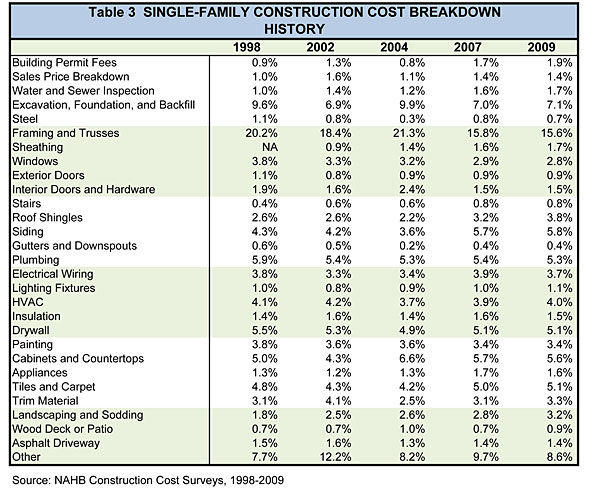 Table 3 SINGLE-FAMILY CONSTRUCTION COST BREAKDOWN
HISTORY
1998 2002 2004 2007 2009
Building Permit Fees 0.9% 1.3% 0.8% 1.7% 1.9%
Sales Price Breakdown 1.0% 1.6% 1.1% 1.4% 1.4%
Water and Sewer Inspection 1.0% 1.4% 1.2% 1.6% 1.7%
Excavation, Foundation, and Backfill 9.6% 6.9% 9.9% 7.0% 7.1%
Steel 1.1% 0.8% 0.3% 0.8% 0.7%
Framing and Trusses 20.2% 18.4% 21.3% 15.8% 15.6%
Sheathing NA 0.9% 1.4% 1.6% 1.7%
Windows 3.8% 3.3% 3.2% 2.9% 2.8%
Exterior Doors 1.1% 0.8% 0.9% 0.9% 0.9%
Interior Doors and Hardware 1.9% 1.6% 2.4% 1.5% 1.5%
Stairs 0.4% 0.6% 0.6% 0.8% 0.8%
Roof Shingles 2.6% 2.6% 2.2% 3.2% 3.8%
Siding 4.3% 4.2% 3.6% 5.7% 5.8%
Gutters and Downspouts 0.6% 0.5% 0.2% 0.4% 0.4%
Plumbing 5.9% 5.4% 5.3% 5.4% 5.3%
Electrical Wiring 3.8% 3.3% 3.4% 3.9% 3.7%
Lighting Fixtures 1.0% 0.8% 0.9% 1.0% 1.1%
HVAC 4.1% 4.2% 3.7% 3.9% 4.0%
Insulation 1.4% 1.6% 1.4% 1.6% 1.5%
Drywall 5.5% 5.3% 4.9% 5.1% 5.1%
Painting 3.8% 3.6% 3.6% 3.4% 3.4%
Cabinets and Countertops 5.0% 4.3% 6.6% 5.7% 5.6%
Appliances 1.3% 1.2% 1.3% 1.7% 1.6%
Tiles and Carpet 4.8% 4.3% 4.2% 5.0% 5.1%
Trim Material 3.1% 4.1% 2.5% 3.1% 3.3%
Landscaping and Sodding 1.8% 2.5% 2.6% 2.8% 3.2%
Wood Deck or Patio 0.7% 0.7% 1.0% 0.7% 0.9%
Asphalt Driveway 1.5% 1.6% 1.3% 1.4% 1.4%
Other 7.7% 12.2% 8.2% 9.7% 8.6%
Source: NAHB Construction Cost Surveys, 1998-2009